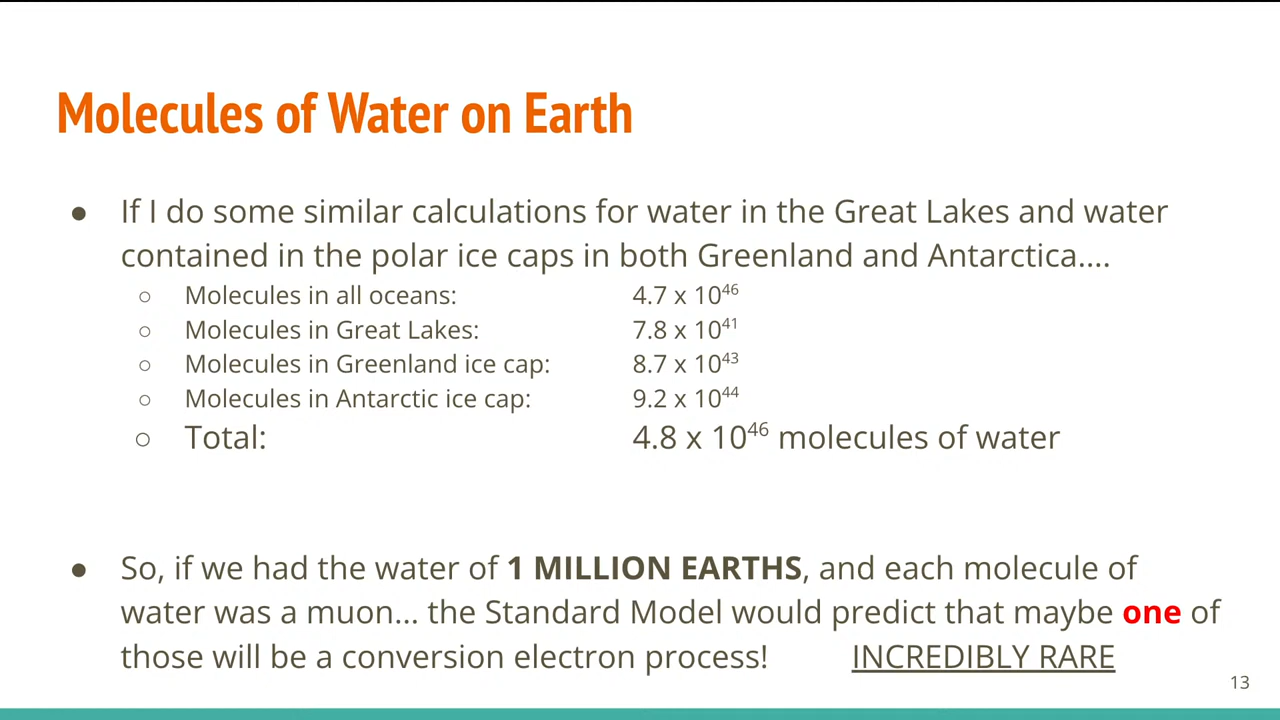 Molecules of Water on Earth
● If I do some similar calculations for water in the Great Lakes and water
contained in the polar ice caps in both Greenland and Antarctica....
○ Molecules in all oceans: 4.7 x 10⁴⁶
○ Molecules in Great Lakes: 7.8 x 10⁴¹
○ Molecules in Greenland ice cap: 8.7 x 10⁴³
○ Molecules in Antarctic ice cap: 9.2 x 10⁴⁴
○ Total: 4.8 x 10⁴⁶ molecules of water
● So, if we had the water of 1 MILLION EARTHS, and each molecule of
water was a muon... the Standard Model would predict that maybe one of
those will be a conversion electron process! INCREDIBLY RARE
13